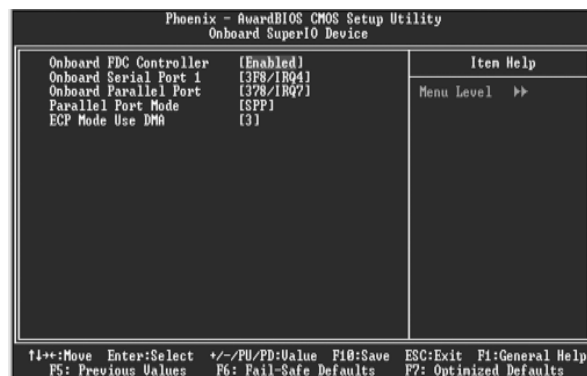 Phoenix - AwardBIOS CMOS Setup Utility
Onboard SuperIO Device
Onboard FDC Controller [Enabled]
Onboard Serial Port 1 [3F8/IRQ4]
Onboard Parallel Port [378/IRQ7]
Parallel Port Mode [SPP]
ECP Mode Use DMA [3]
Item Help
Menu Level ▸▸
↑↓→←:Move Enter:Select +/-/PU/PD:Value F10:Save ESC:Exit F1:General Help
F5: Previous Values F6: Fail-Safe Defaults F7: Optimized Defaults